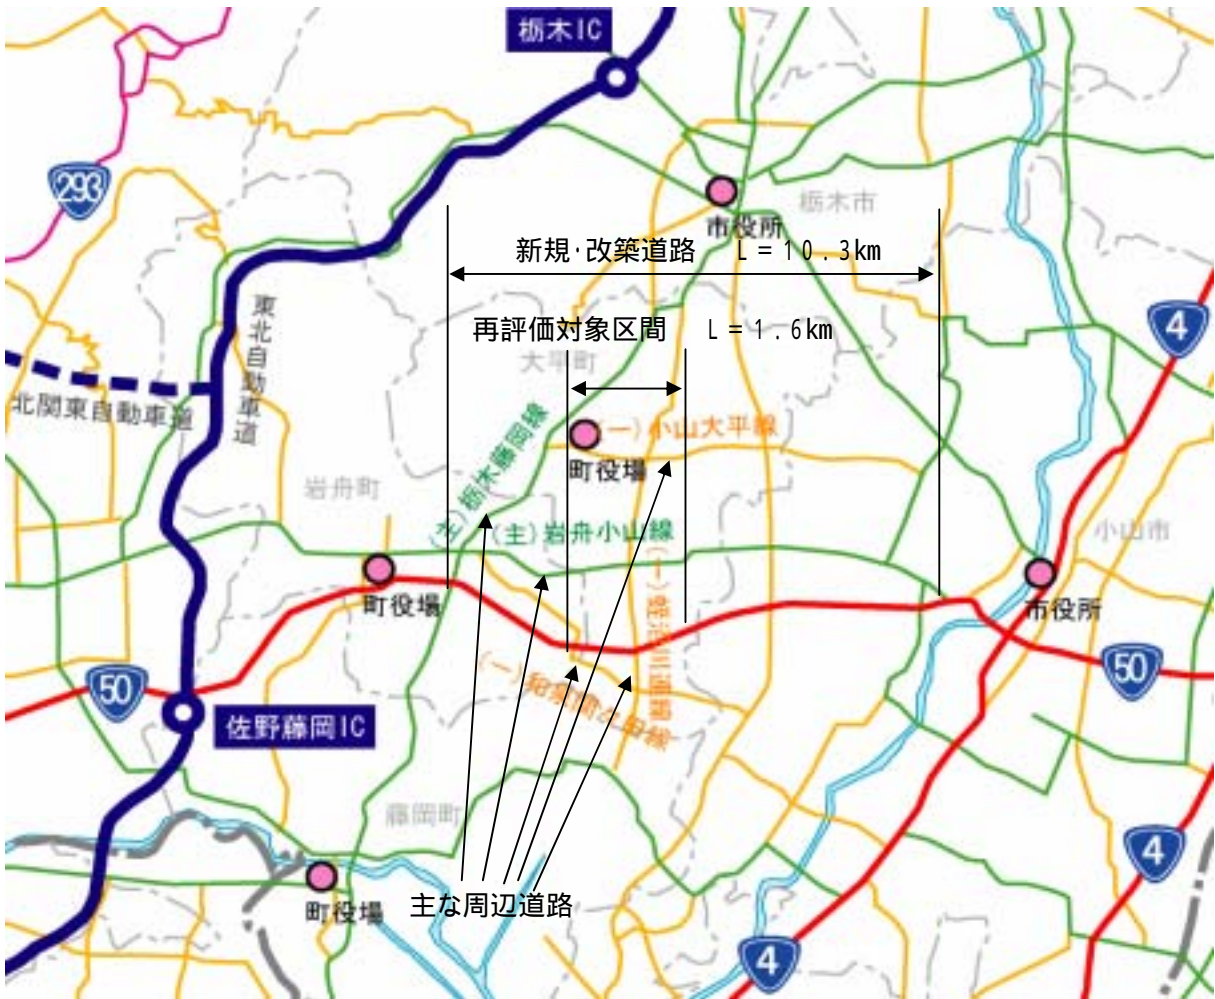 栃木IC
293
栃木市
市役所
新規・改築道路 L=10.3km
4
東北自動車道
再評価対象区間 L=1.6km
大平町
北関東自動車道
(一)小山大平線
町役場
(主)栃木藤岡線
岩舟町
(主)岩舟小山線
小山市
町役場
市役所
50
50
佐野藤岡IC
藤岡町
4
町役場
主な周辺道路
4